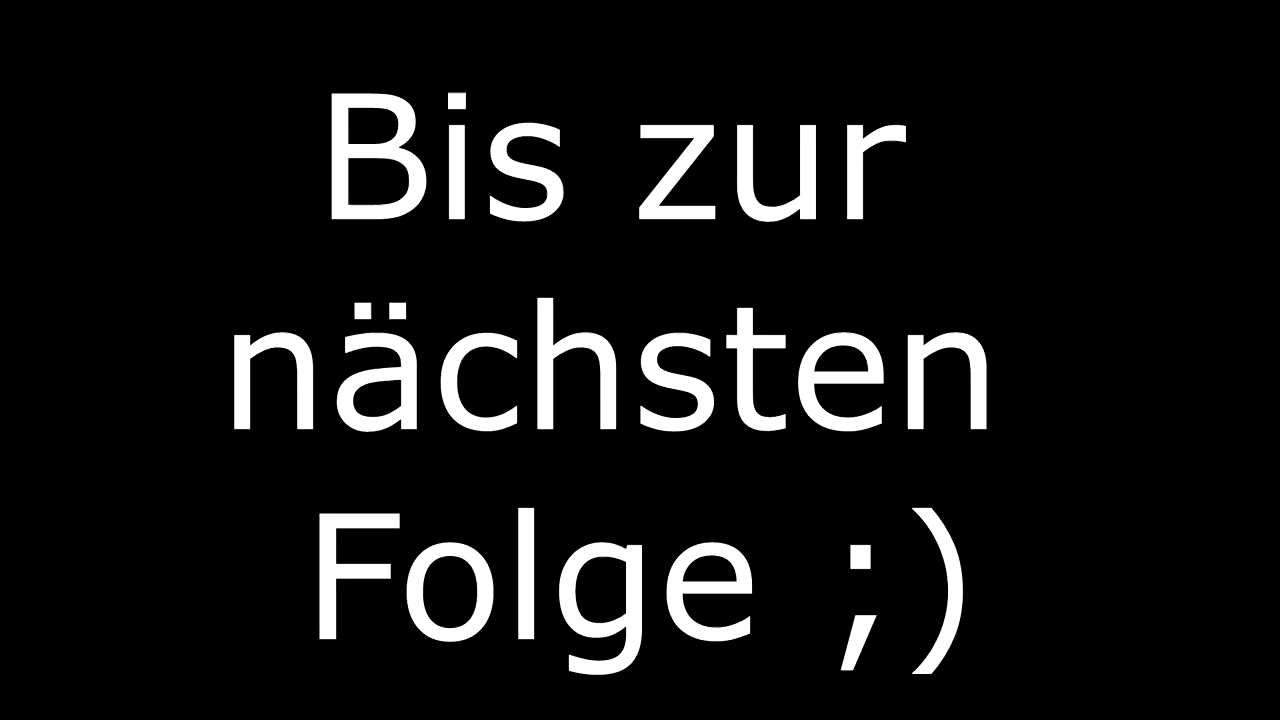 Bis zur
nächsten
Folge ;)